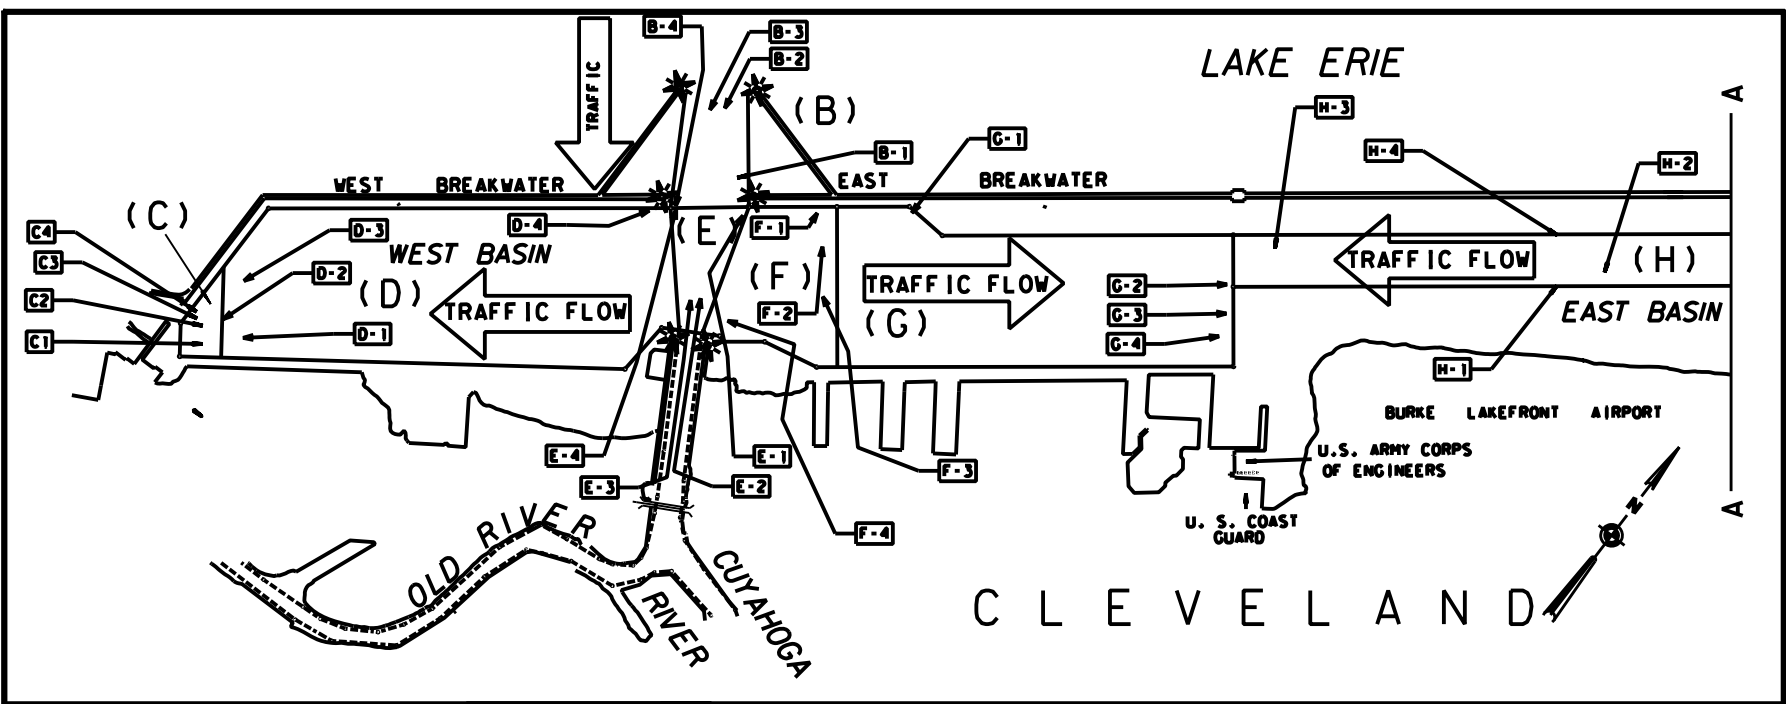 B-4
B-3
B-2
LAKE ERIE
TRAFFIC
(B)
A
H-3
G-1
H-4
B-1
H-2
WEST BREAKWATER
EAST BREAKWATER
(C)
C4
D-3
D-4
(E)
F-1
WEST BASIN
C3
D-2
(F)
TRAFFIC FLOW
TRAFFIC FLOW
(H)
C2
(D)
TRAFFIC FLOW
F-2
(G)
G-2
G-3
EAST BASIN
C1
D-1
G-4
H-1
BURKE LAKEFRONT AIRPORT
U.S. ARMY CORPS
OF ENGINEERS
E-4
E-1
F-3
E-3
E-2
A
N
U. S. COAST
GUARD
F-4
OLD RIVER
CUYAHOGA
RIVER
CLEVELAND